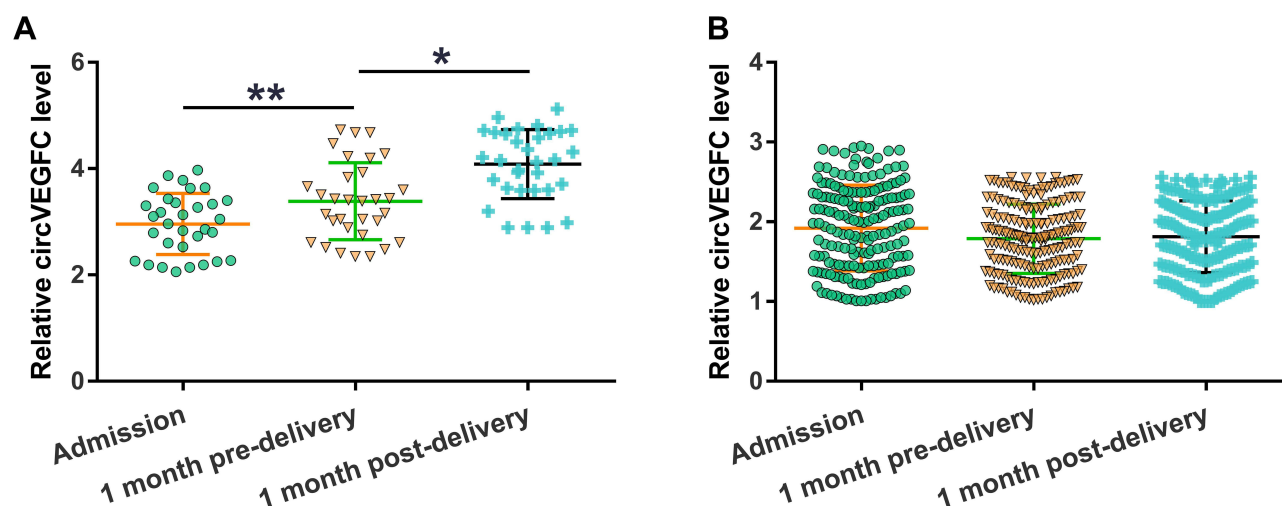 A
Relative circVEGFC level
6
4
2
0
**
*
Admission
1 month pre-delivery
1 month post-delivery
B
Relative circVEGFC level
4
3
2
1
0
Admission
1 month pre-delivery
1 month post-delivery